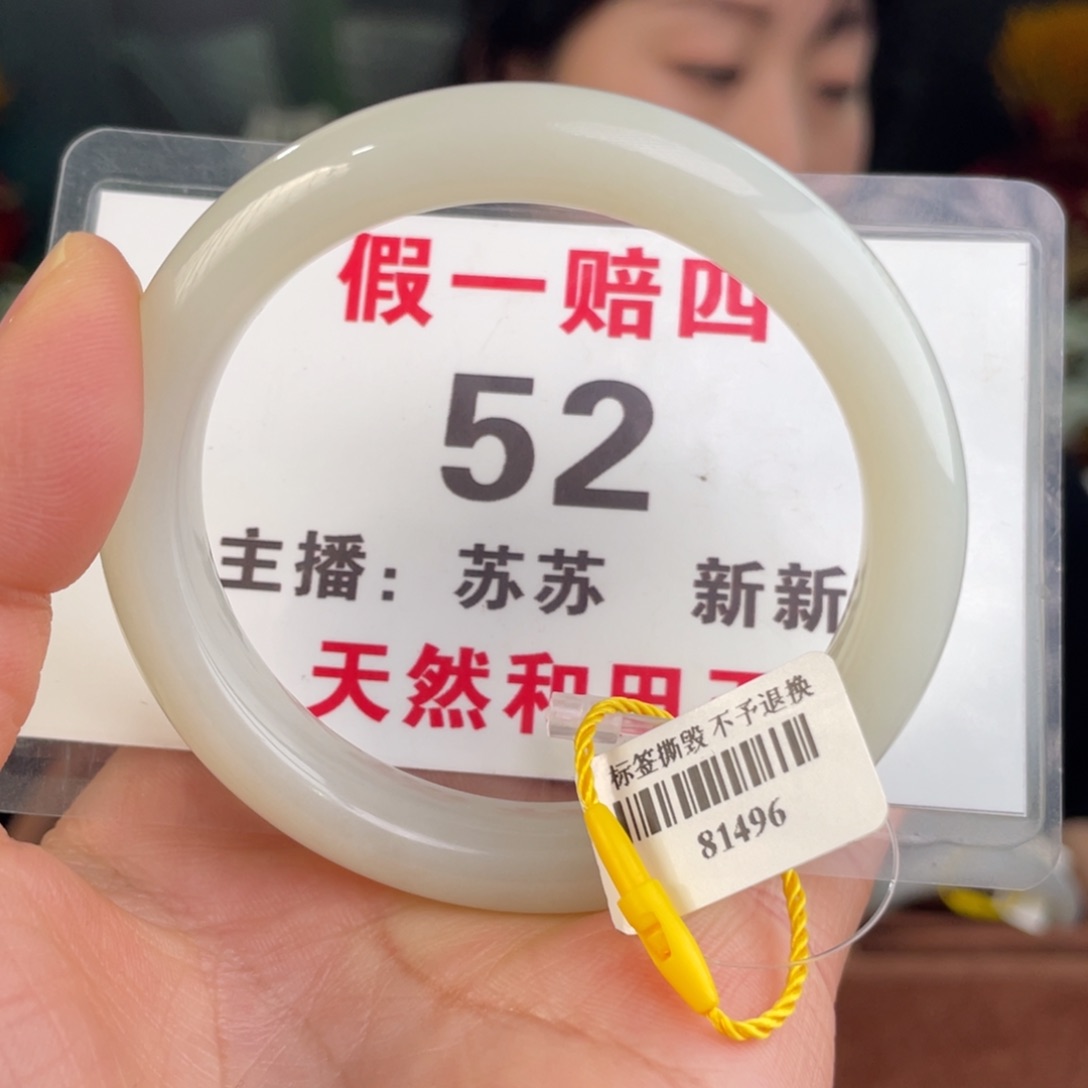 假一赔四
52
主播：苏苏 新新
天然和田
标签撕毁 不予退换
81496